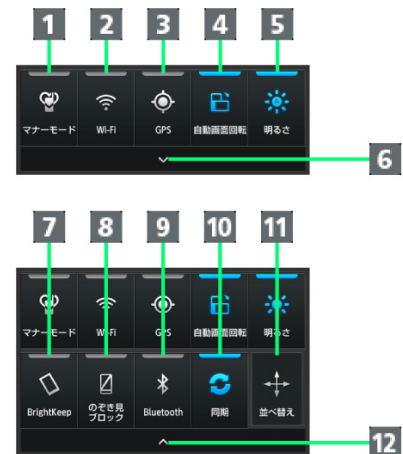 1 2 3 4 5
マナーモード Wi-Fi GPS 自動画面回転 明るさ
6
7 8 9 10 11
マナーモード Wi-Fi GPS 自動画面回転 明るさ
BrightKeep のぞき見 Bluetooth 同期 並べ替え
ブロック
12